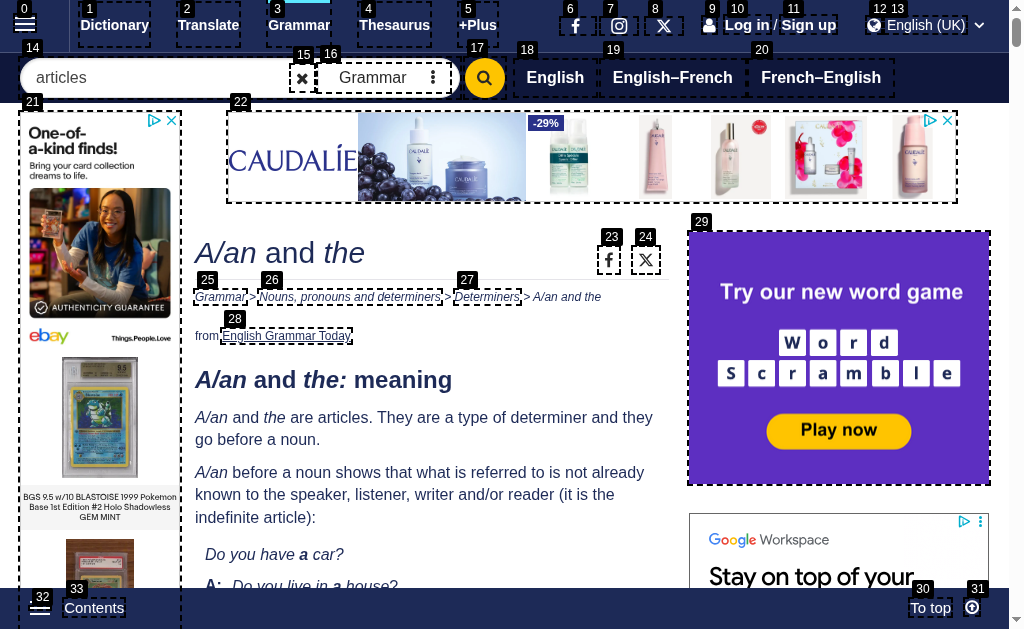 0 1 2 3 4 5 6 7 8 9 10 11 12 13
Dictionary Translate Grammar Thesaurus +Plus Log in / Sign up English (UK)
14 15 16 17 18 19 20
articles Grammar English English–French French–English
21 22
One-of-
a-kind finds!
Bring your card collection
dreams to life.
AUTHENTICITY GUARANTEE
ebay Things.People.Love
BGS 9.5 w/10 BLASTOISE 1999 Pokemon
Base 1st Edition #2 Holo Shadowless
GEM MINT
CAUDALÍE -29%
23 24
A/an and the
25 26 27
Grammar > Nouns, pronouns and determiners > Determiners > A/an and the
28
from English Grammar Today
A/an and the: meaning
A/an and the are articles. They are a type of determiner and they
go before a noun.
A/an before a noun shows that what is referred to is not already
known to the speaker, listener, writer and/or reader (it is the
indefinite article):
Do you have a car?
A: Do you live in a house?
29
Try our new word game
Word
Scramble
Play now
Google Workspace
Stay on top of your
32 33 30 31
Contents To top